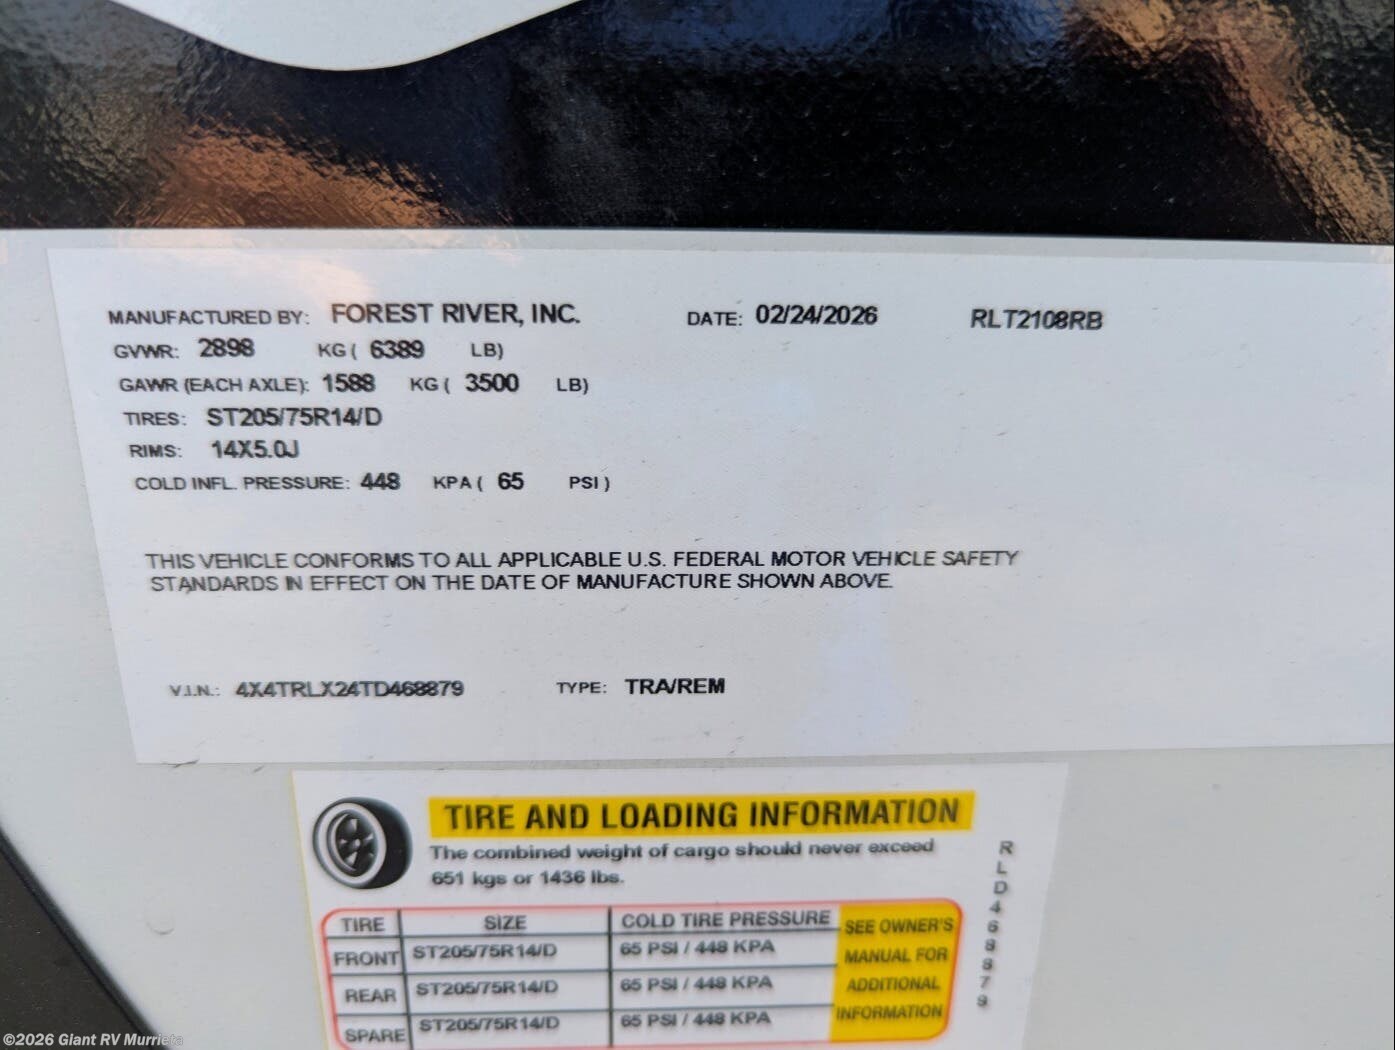 MANUFACTURED BY: FOREST RIVER, INC. DATE: 02/24/2026 RLT2108RB
GVWR: 2898 KG ( 6389 LB)
GAWR (EACH AXLE): 1588 KG ( 3500 LB)
TIRES: ST205/75R14/D
RIMS: 14X5.0J
COLD INFL. PRESSURE: 448 KPA ( 65 PSI )
THIS VEHICLE CONFORMS TO ALL APPLICABLE U.S. FEDERAL MOTOR VEHICLE SAFETY
STANDARDS IN EFFECT ON THE DATE OF MANUFACTURE SHOWN ABOVE.
V.I.N.: 4X4TRLX24TD468879 TYPE: TRA/REM
TIRE AND LOADING INFORMATION
The combined weight of cargo should never exceed
651 kgs or 1436 lbs.
TIRE SIZE COLD TIRE PRESSURE
FRONT ST205/75R14/D 65 PSI / 448 KPA
REAR ST205/75R14/D 65 PSI / 448 KPA
SPARE ST205/75R14/D 65 PSI / 448 KPA
SEE OWNER'S
MANUAL FOR
ADDITIONAL
INFORMATION
RLD468879
©2026 Giant RV Murrieta